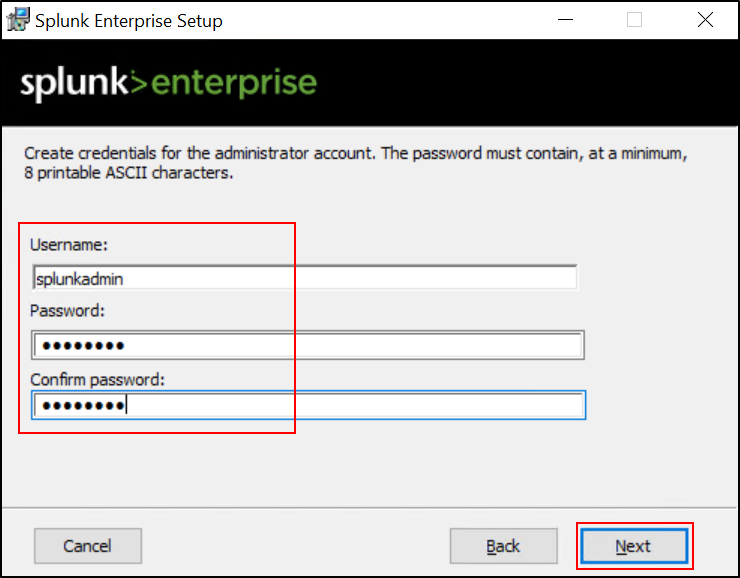 Splunk Enterprise Setup
splunk>enterprise
Create credentials for the administrator account. The password must contain, at a minimum,
8 printable ASCII characters.
Username:
splunkadmin
Password:
••••••••
Confirm password:
••••••••
Cancel
Back
Next